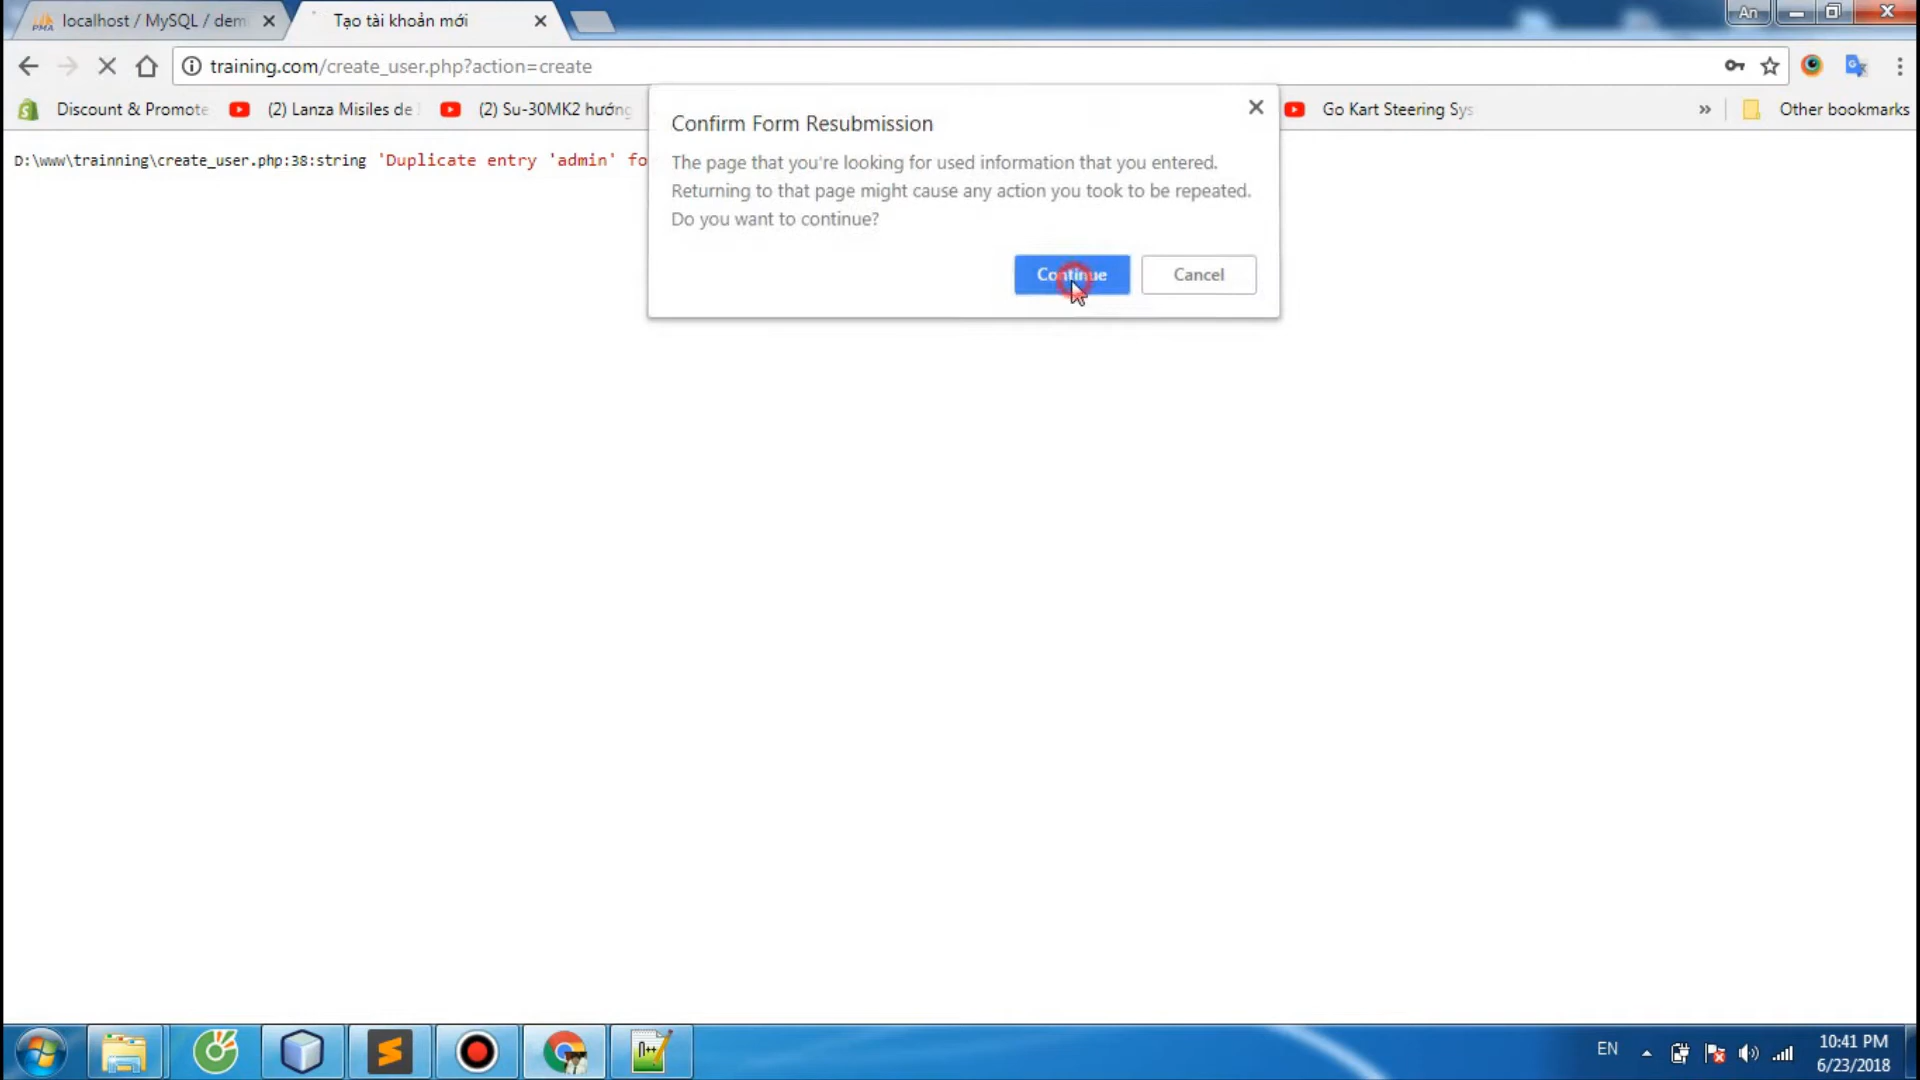 localhost / MySQL / dem
Tạo tài khoản mới
An
training.com/create_user.php?action=create
Discount & Promote
(2) Lanza Misiles de
(2) Su-30MK2 hướng
Go Kart Steering Sys
»
Other bookmarks
D:\www\trainning\create_user.php:38:string 'Duplicate entry 'admin' fo
Confirm Form Resubmission
The page that you're looking for used information that you entered.
Returning to that page might cause any action you took to be repeated.
Do you want to continue?
Continue
Cancel
EN
10:41 PM
6/23/2018